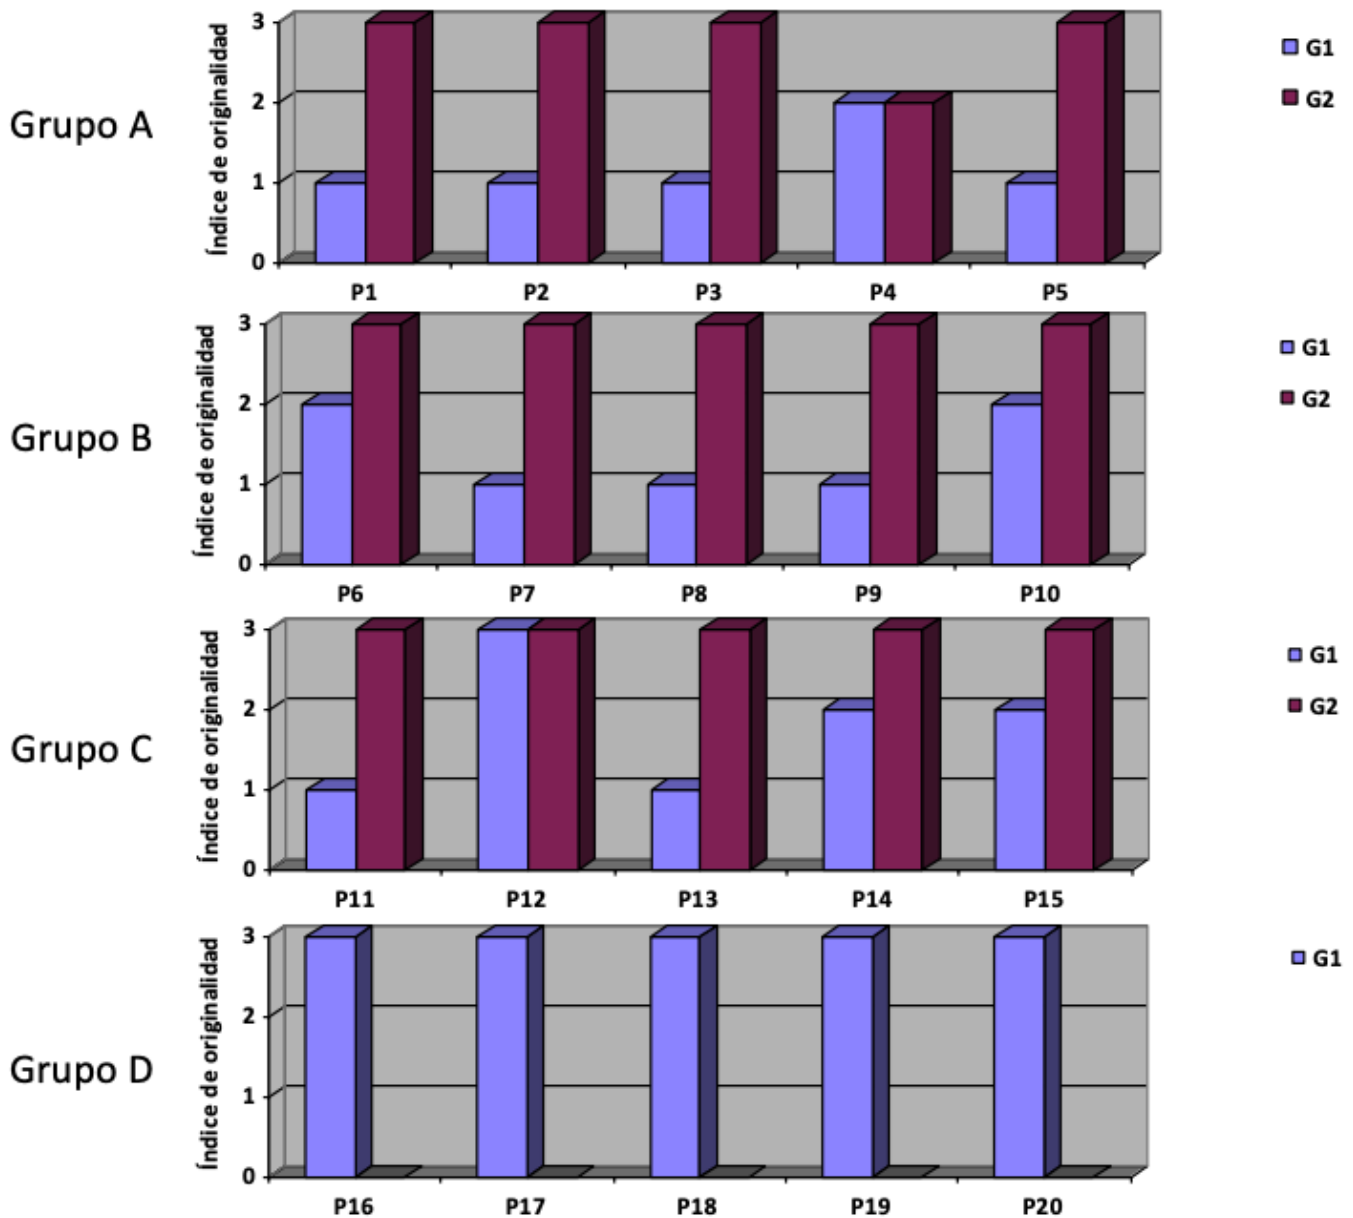 Grupo A
Índice de originalidad
3
2
1
0
P1 P2 P3 P4 P5
G1
G2
Grupo B
Índice de originalidad
3
2
1
0
P6 P7 P8 P9 P10
G1
G2
Grupo C
Índice de originalidad
3
2
1
0
P11 P12 P13 P14 P15
G1
G2
Grupo D
Índice de originalidad
3
2
1
0
P16 P17 P18 P19 P20
G1